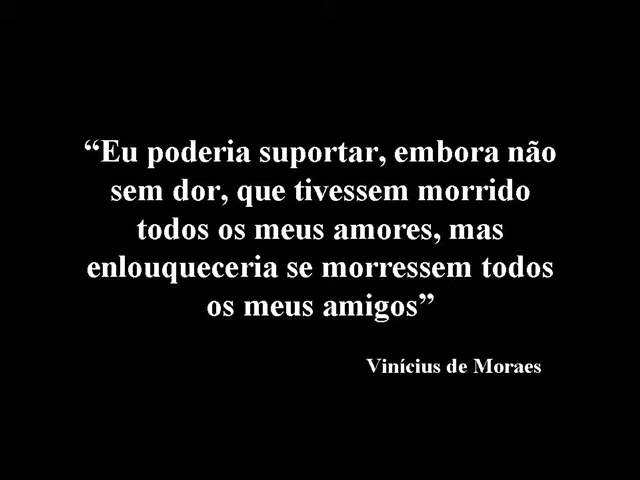 “Eu poderia suportar, embora não
sem dor, que tivessem morrido
todos os meus amores, mas
enlouqueceria se morressem todos
os meus amigos”
Vinícius de Moraes